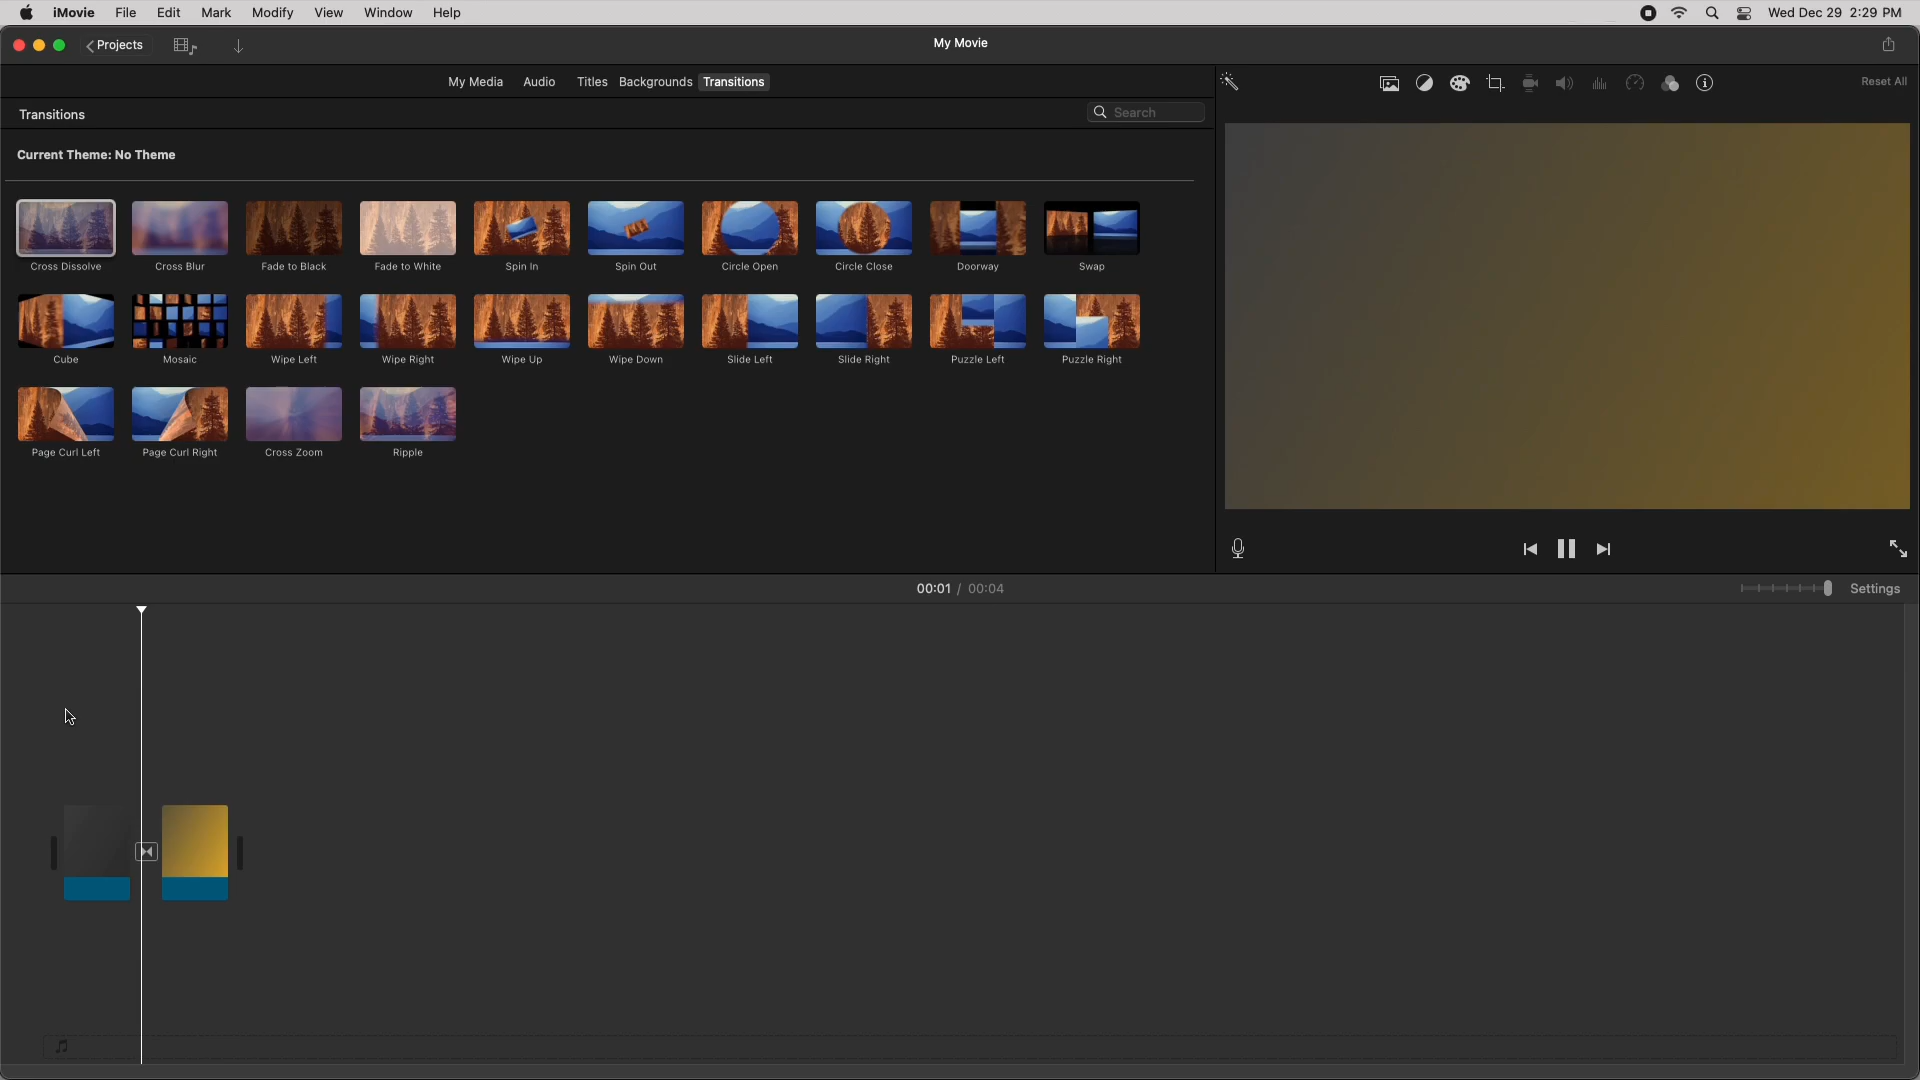 iMovie File Edit Mark Modify View Window Help Wed Dec 29 2:29 PM
Projects My Movie
My Media Audio Titles Backgrounds Transitions Reset All
Transitions Search
Current Theme: No Theme
Cross Dissolve Cross Blur Fade to Black Fade to White Spin In Spin Out Circle Open Circle Close Doorway Swap
Cube Mosaic Wipe Left Wipe Right Wipe Up Wipe Down Slide Left Slide Right Puzzle Left Puzzle Right
Page Curl Left Page Curl Right Cross Zoom Ripple
00:01 / 00:04 Settings